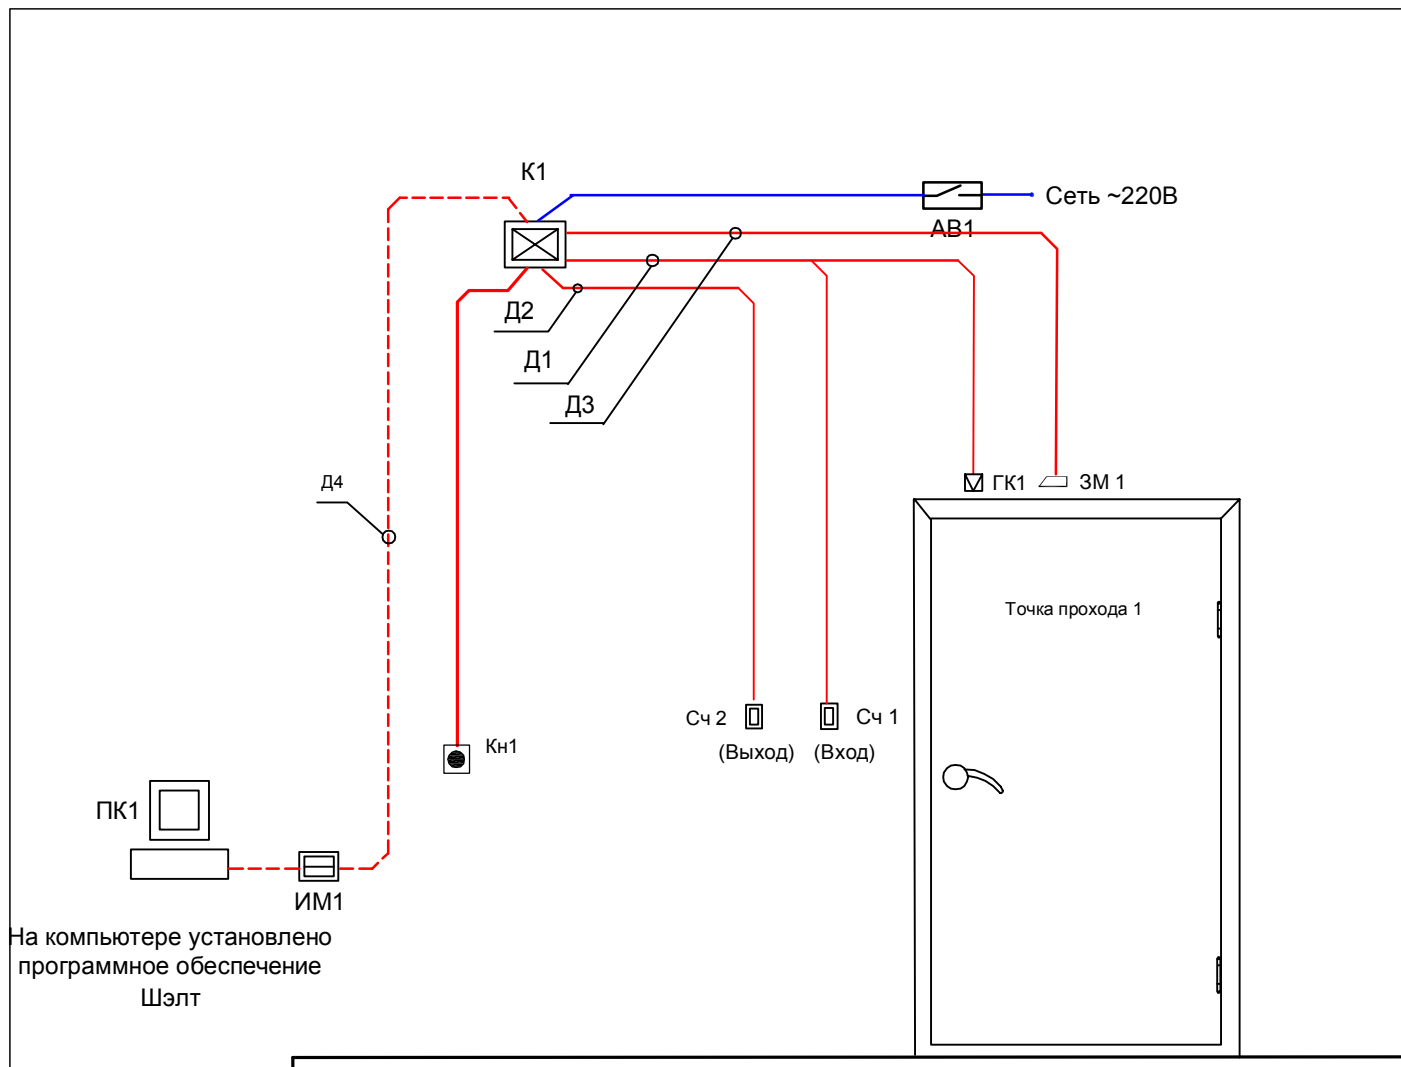 К1
Сеть ~220В
АВ1
Д2
Д1
Д3
Д4
ГК1
ЗМ 1
Точка прохода 1
Сч 2
Сч 1
(Выход)
(Вход)
Кн1
ПК1
ИМ1
На компьютере установлено
программное обеспечение
Шэлт